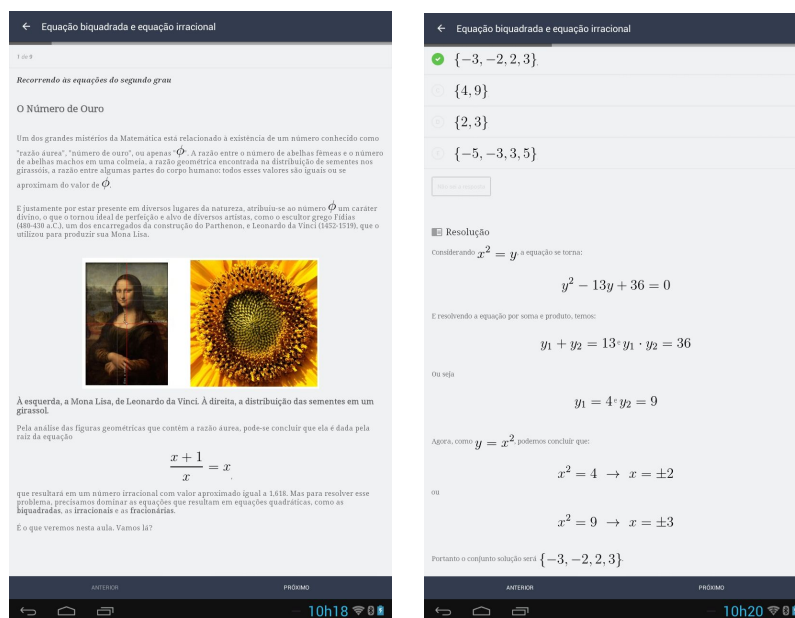 ← Equação biquadrada e equação irracional
1 de 8
Recorrendo às equações do segundo grau
O Número de Ouro
Um dos grandes mistérios da Matemática está relacionado à existência de um número conhecido como
"razão áurea", "número de ouro", ou apenas "ϕ". A razão entre o número de abelhas fêmeas e o número
de abelhas machos em uma colmeia, a razão geométrica encontrada na distribuição de sementes nos
girassóis, a razão entre algumas partes do corpo humano: todos esses valores são iguais ou se
aproximam do valor de ϕ.
E justamente por estar presente em diversos lugares da natureza, atribuiu-se ao número ϕ um caráter
divino, o que o tornou ideal de perfeição e alvo de diversos artistas, como o escultor grego Fídias
(480-430 a.C.), um dos encarregados da construção do Parthenon, e Leonardo da Vinci (1452-1519), que o
utilizou para produzir sua Mona Lisa.
À esquerda, a Mona Lisa, de Leonardo da Vinci. À direita, a distribuição das sementes em um
girassol.
Pela análise das figuras geométricas que contêm a razão áurea, pode-se concluir que ela é dada pela
raiz da equação
(x + 1)/x = x.
que resultará em um número irracional com valor aproximado igual a 1,618. Mas para resolver esse
problema, precisamos dominar as equações que resultam em equações quadráticas, como as
biquadradas, as irracionais e as fracionárias.
É o que veremos nesta aula. Vamos lá?
ANTERIOR PRÓXIMO
10h18
← Equação biquadrada e equação irracional
{−3, −2, 2, 3}.
{4, 9}
{2, 3}
{−5, −3, 3, 5}
Resolução
Considerando x² = y, a equação se torna:
y² − 13y + 36 = 0
E resolvendo a equação por soma e produto, temos:
y₁ + y₂ = 13 e y₁ · y₂ = 36
Ou seja
y₁ = 4 e y₂ = 9
Agora, como y = x², podemos concluir que:
x² = 4 → x = ±2
ou
x² = 9 → x = ±3
Portanto o conjunto solução será {−3, −2, 2, 3}.
ANTERIOR PRÓXIMO
10h20